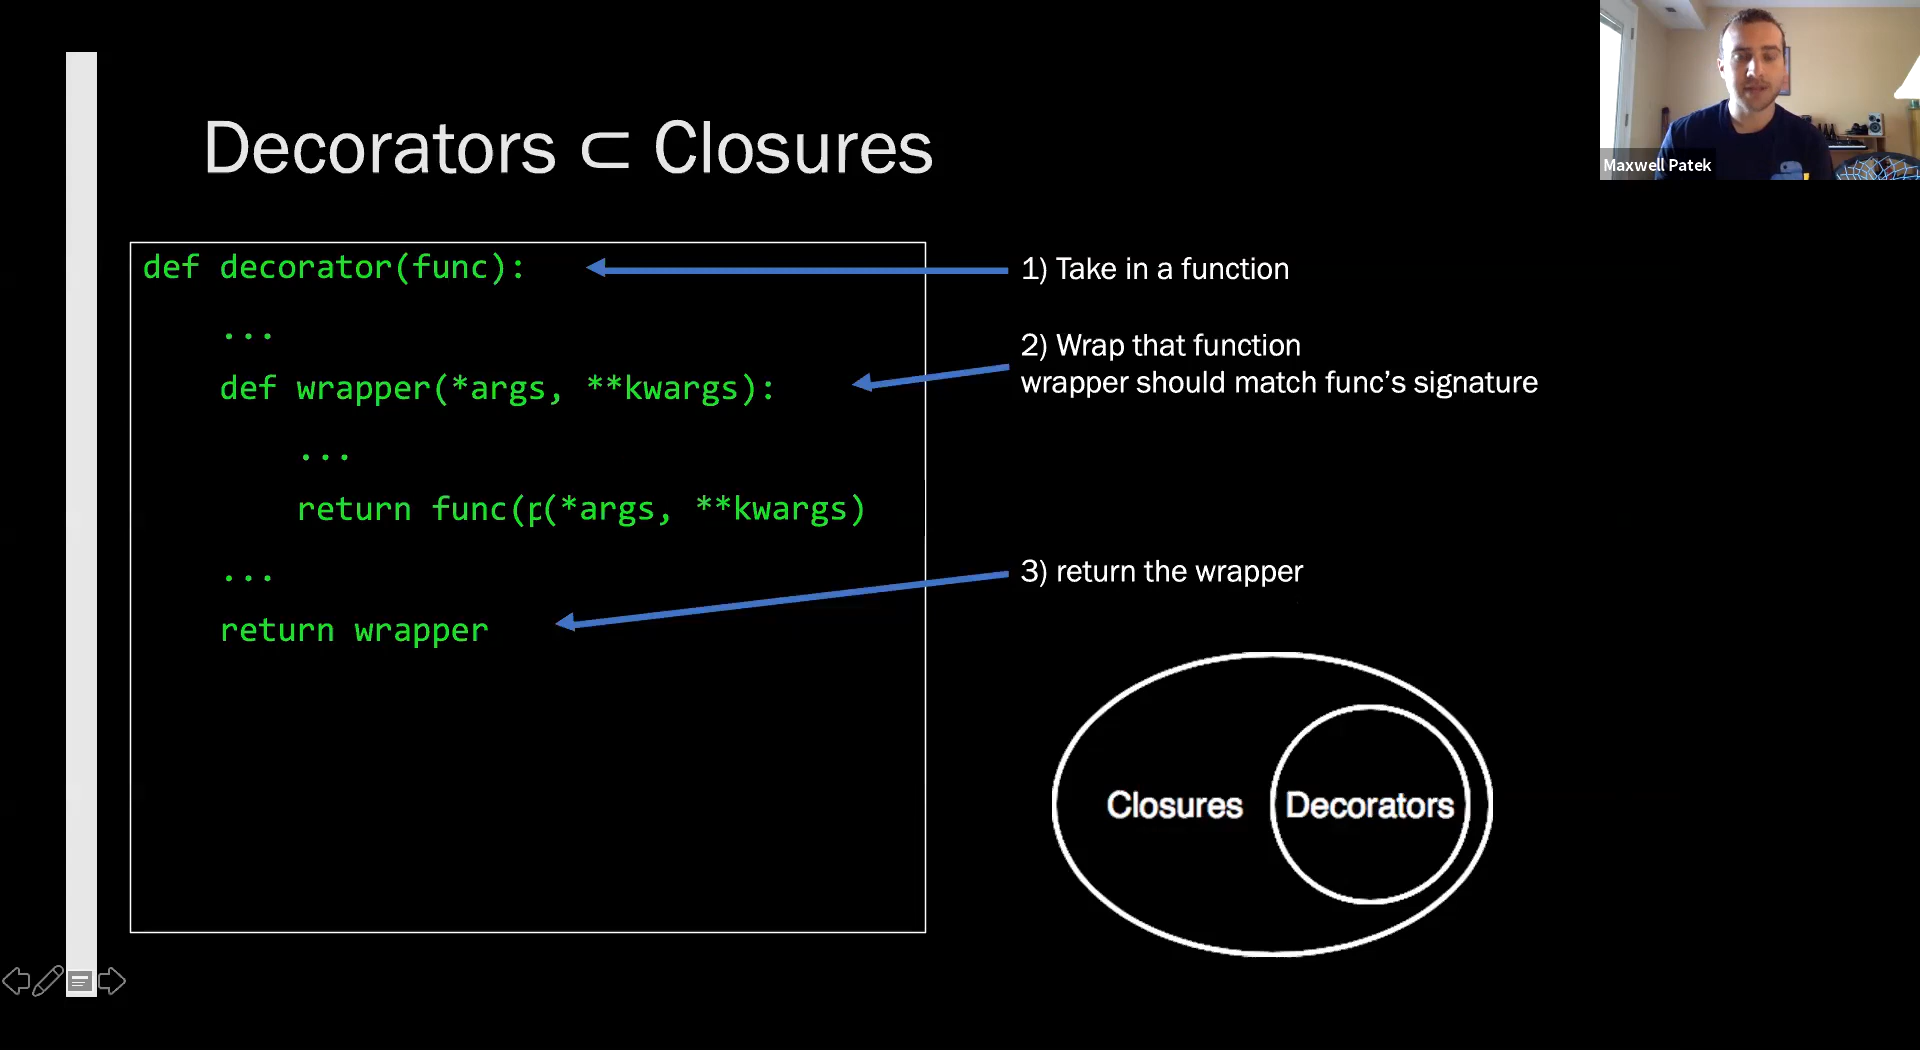 Decorators ⊂ Closures
Maxwell Patek
def decorator(func):
...
def wrapper(*args, **kwargs):
...
return func(p(*args, **kwargs)
...
return wrapper
1) Take in a function
2) Wrap that function
wrapper should match func’s signature
3) return the wrapper
Closures
Decorators